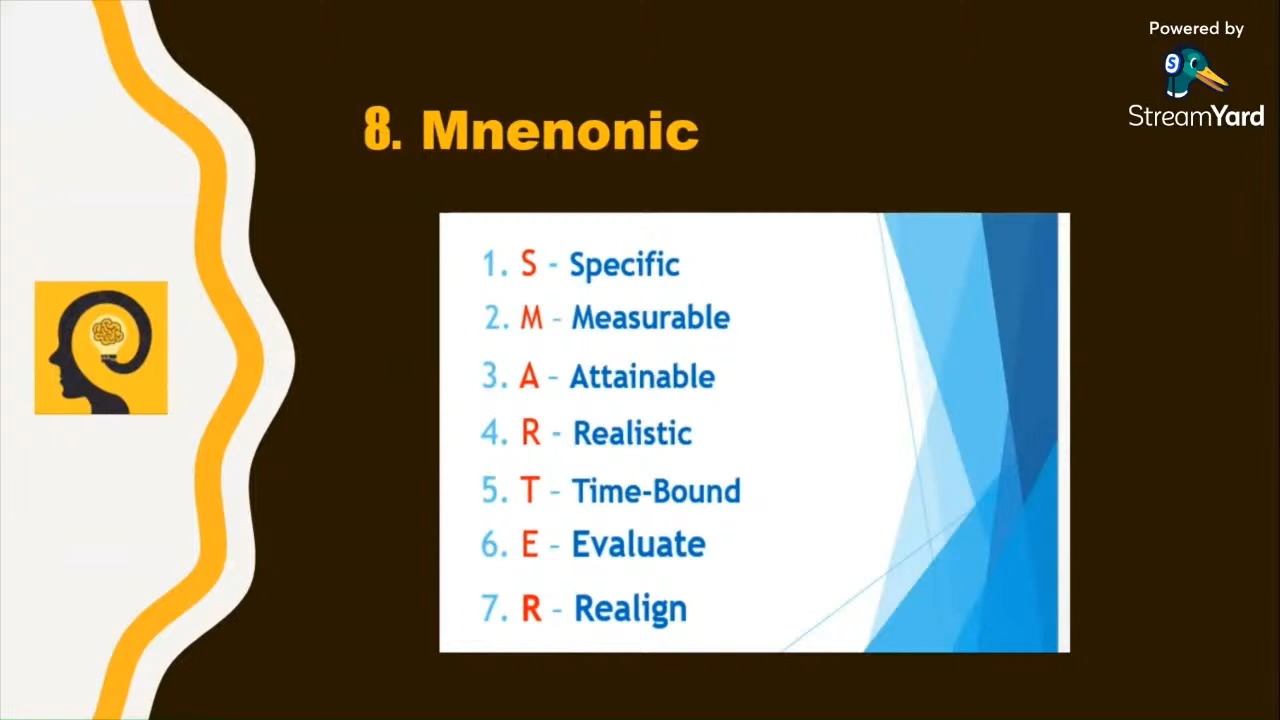 Powered by
StreamYard
8. Mnenonic
1. S - Specific
2. M - Measurable
3. A - Attainable
4. R - Realistic
5. T - Time-Bound
6. E - Evaluate
7. R - Realign